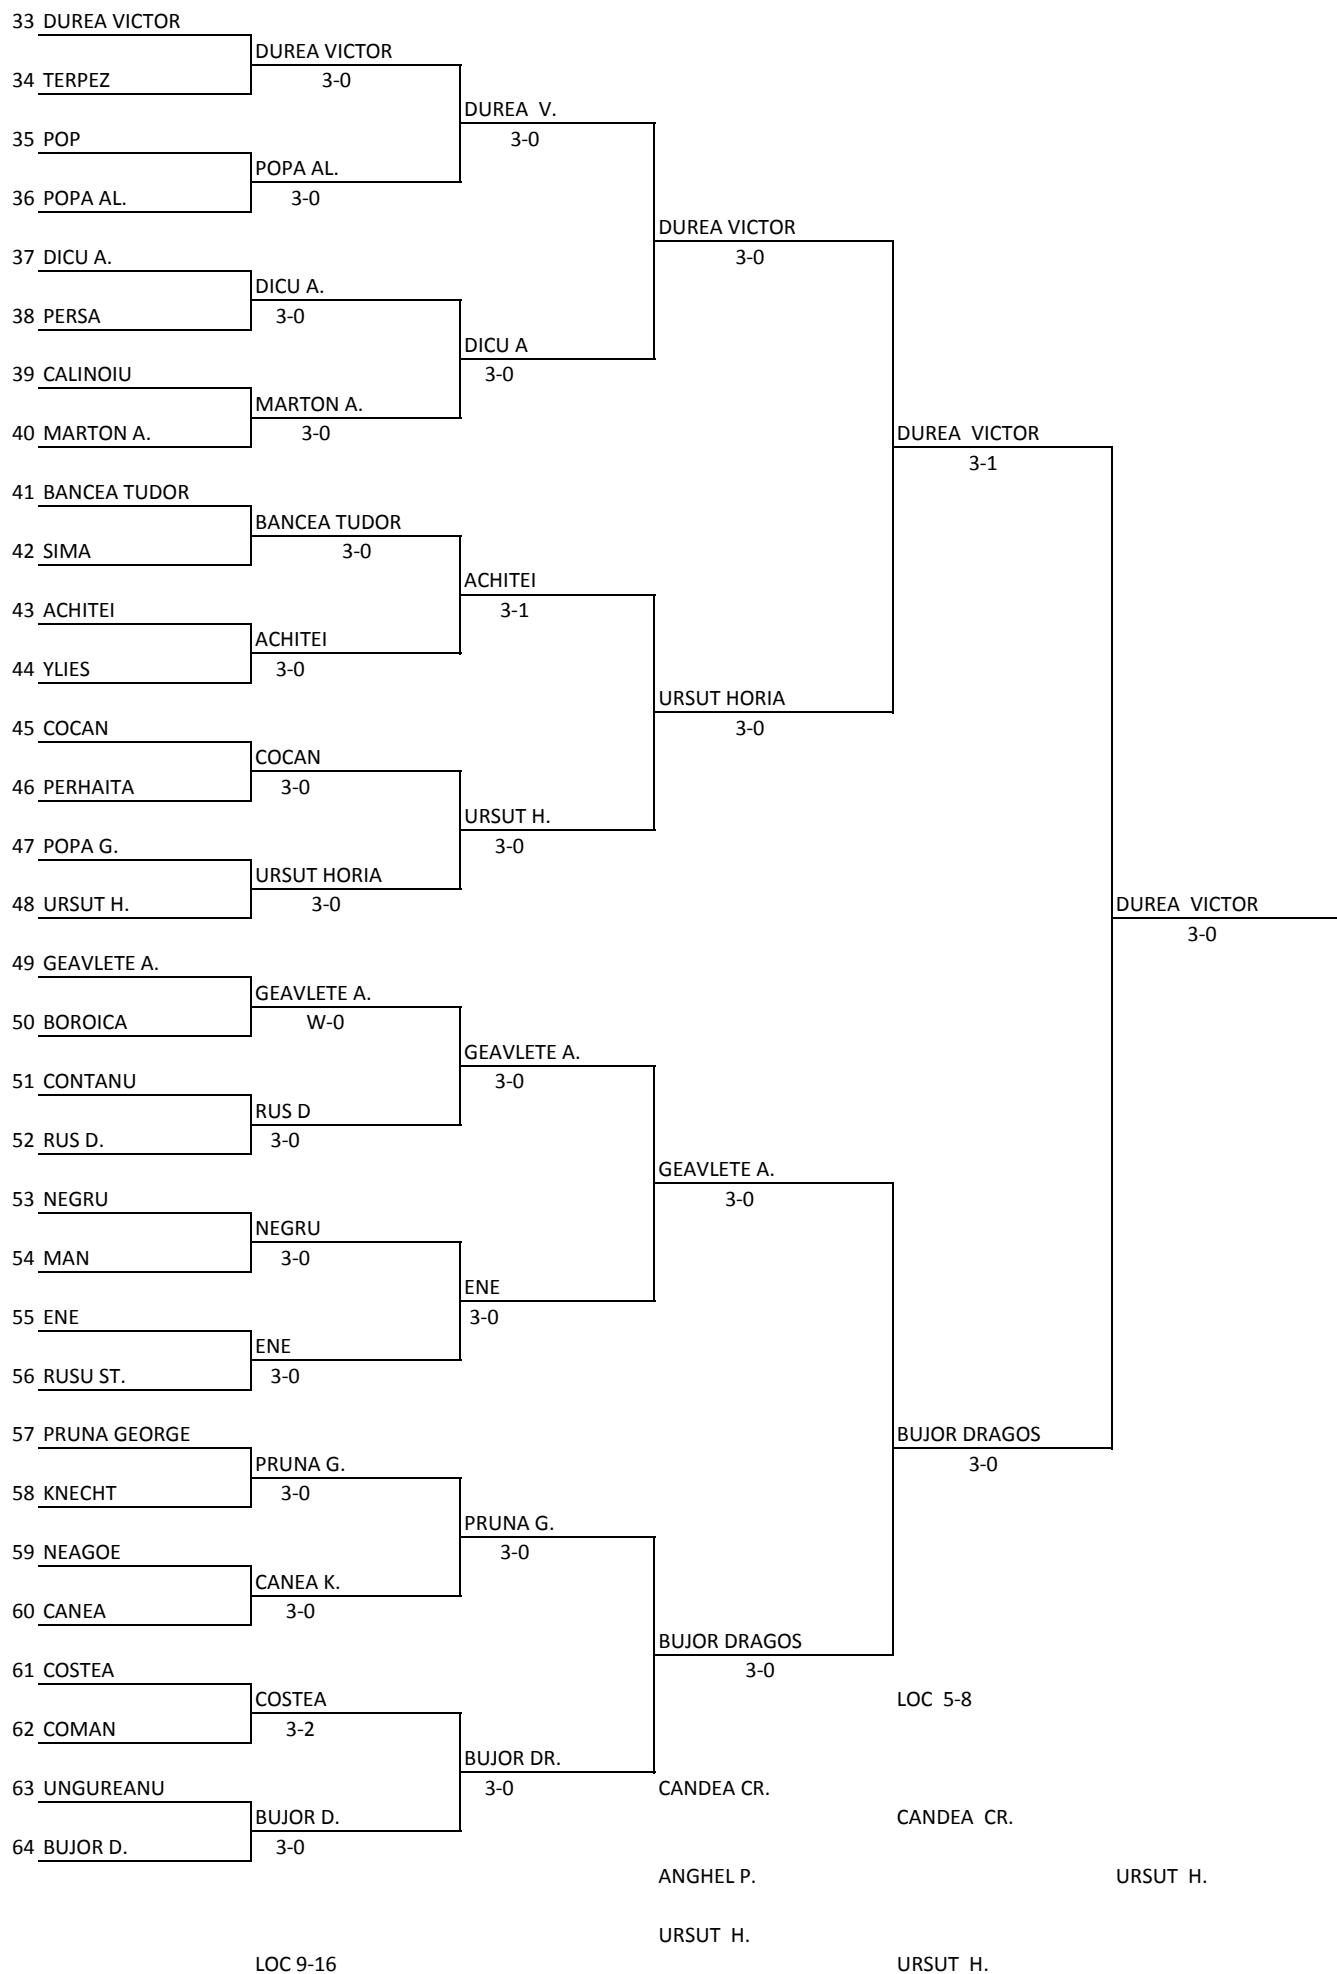 33 DUREA VICTOR
DUREA VICTOR
34 TERPEZ
3-0
DUREA V.
35 POP
3-0
POPA AL.
36 POPA AL.
3-0
DUREA VICTOR
37 DICU A.
3-0
DICU A.
38 PERSA
3-0
DICU A
39 CALINOIU
3-0
MARTON A.
40 MARTON A.
3-0
DUREA VICTOR
3-1
41 BANCEA TUDOR
BANCEA TUDOR
42 SIMA
3-0
ACHITEI
43 ACHITEI
3-1
ACHITEI
44 YLIES
3-0
URSUT HORIA
45 COCAN
3-0
COCAN
46 PERHAITA
3-0
URSUT H.
47 POPA G.
3-0
URSUT HORIA
48 URSUT H.
3-0
DUREA VICTOR
3-0
49 GEAVLETE A.
GEAVLETE A.
50 BOROICA
W-0
GEAVLETE A.
51 CONTANU
3-0
RUS D
52 RUS D.
3-0
GEAVLETE A.
53 NEGRU
3-0
NEGRU
54 MAN
3-0
ENE
55 ENE
3-0
ENE
56 RUSU ST.
3-0
57 PRUNA GEORGE
BUJOR DRAGOS
PRUNA G.
3-0
58 KNECHT
3-0
PRUNA G.
59 NEAGOE
3-0
CANEA K.
60 CANEA
3-0
BUJOR DRAGOS
61 COSTEA
3-0
COSTEA
LOC 5-8
62 COMAN
3-2
BUJOR DR.
63 UNGUREANU
3-0
CANDEA CR.
BUJOR D.
CANDEA CR.
64 BUJOR D.
3-0
ANGHEL P.
URSUT H.
URSUT H.
LOC 9-16
URSUT H.